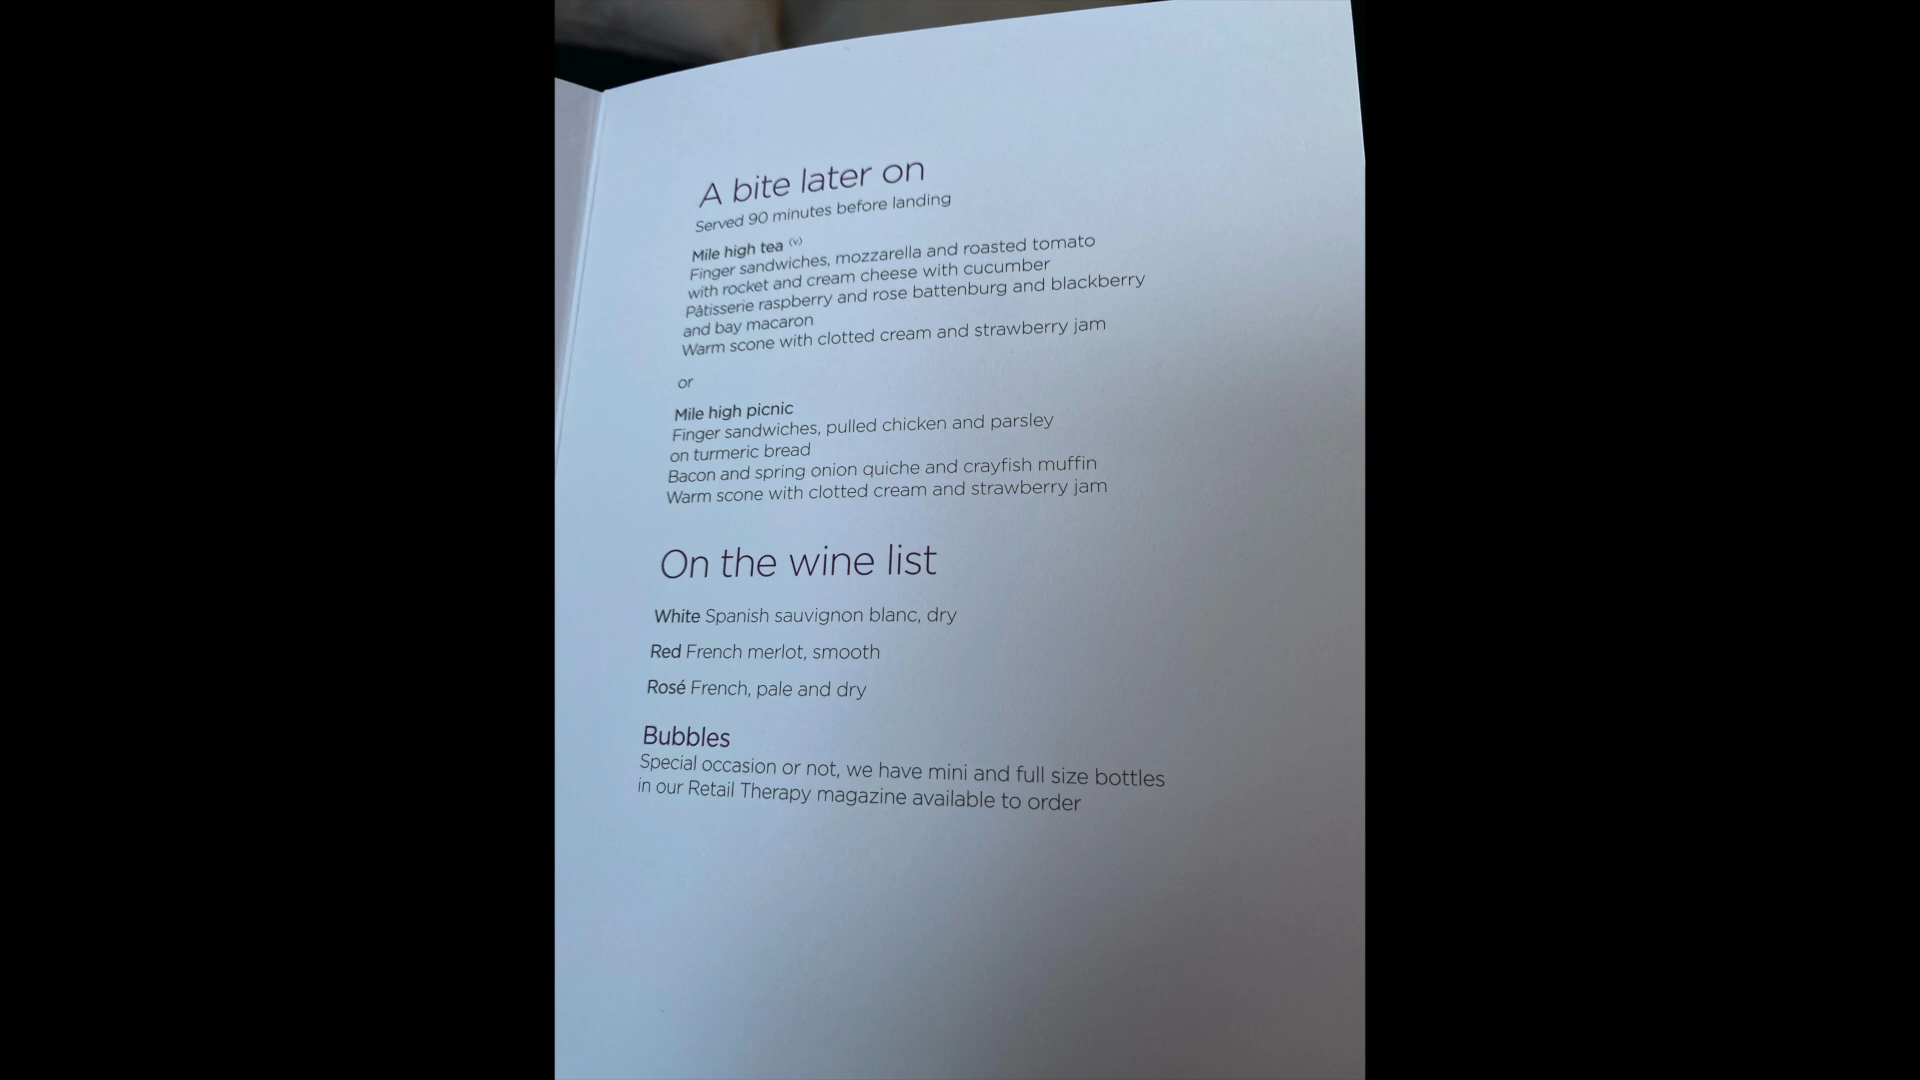 A bite later on
Served 90 minutes before landing
Mile high tea (v)
Finger sandwiches, mozzarella and roasted tomato
with rocket and cream cheese with cucumber
Pâtisserie raspberry and rose battenburg and blackberry
and bay macaron
Warm scone with clotted cream and strawberry jam
or
Mile high picnic
Finger sandwiches, pulled chicken and parsley
on turmeric bread
Bacon and spring onion quiche and crayfish muffin
Warm scone with clotted cream and strawberry jam
On the wine list
White Spanish sauvignon blanc, dry
Red French merlot, smooth
Rosé French, pale and dry
Bubbles
Special occasion or not, we have mini and full size bottles
in our Retail Therapy magazine available to order